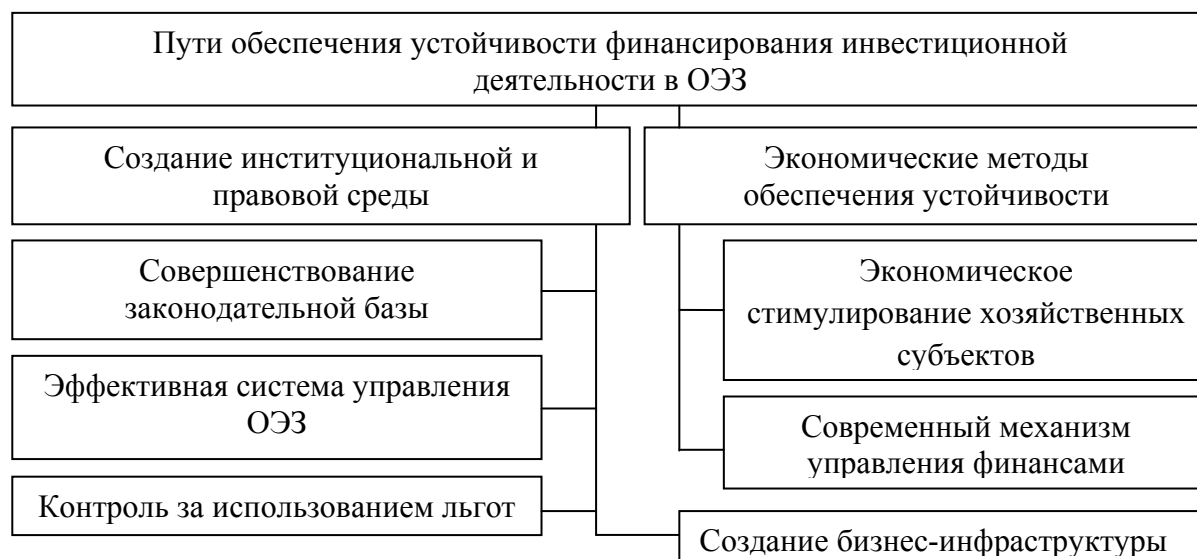 Пути обеспечения устойчивости финансирования инвестиционной
деятельности в ОЭЗ
Создание институциональной и
правовой среды
Экономические методы
обеспечения устойчивости
Совершенствование
законодательной базы
Экономическое
стимулирование хозяйственных
субъектов
Эффективная система управления
ОЭЗ
Современный механизм
управления финансами
Контроль за использованием льгот
Создание бизнес-инфраструктуры